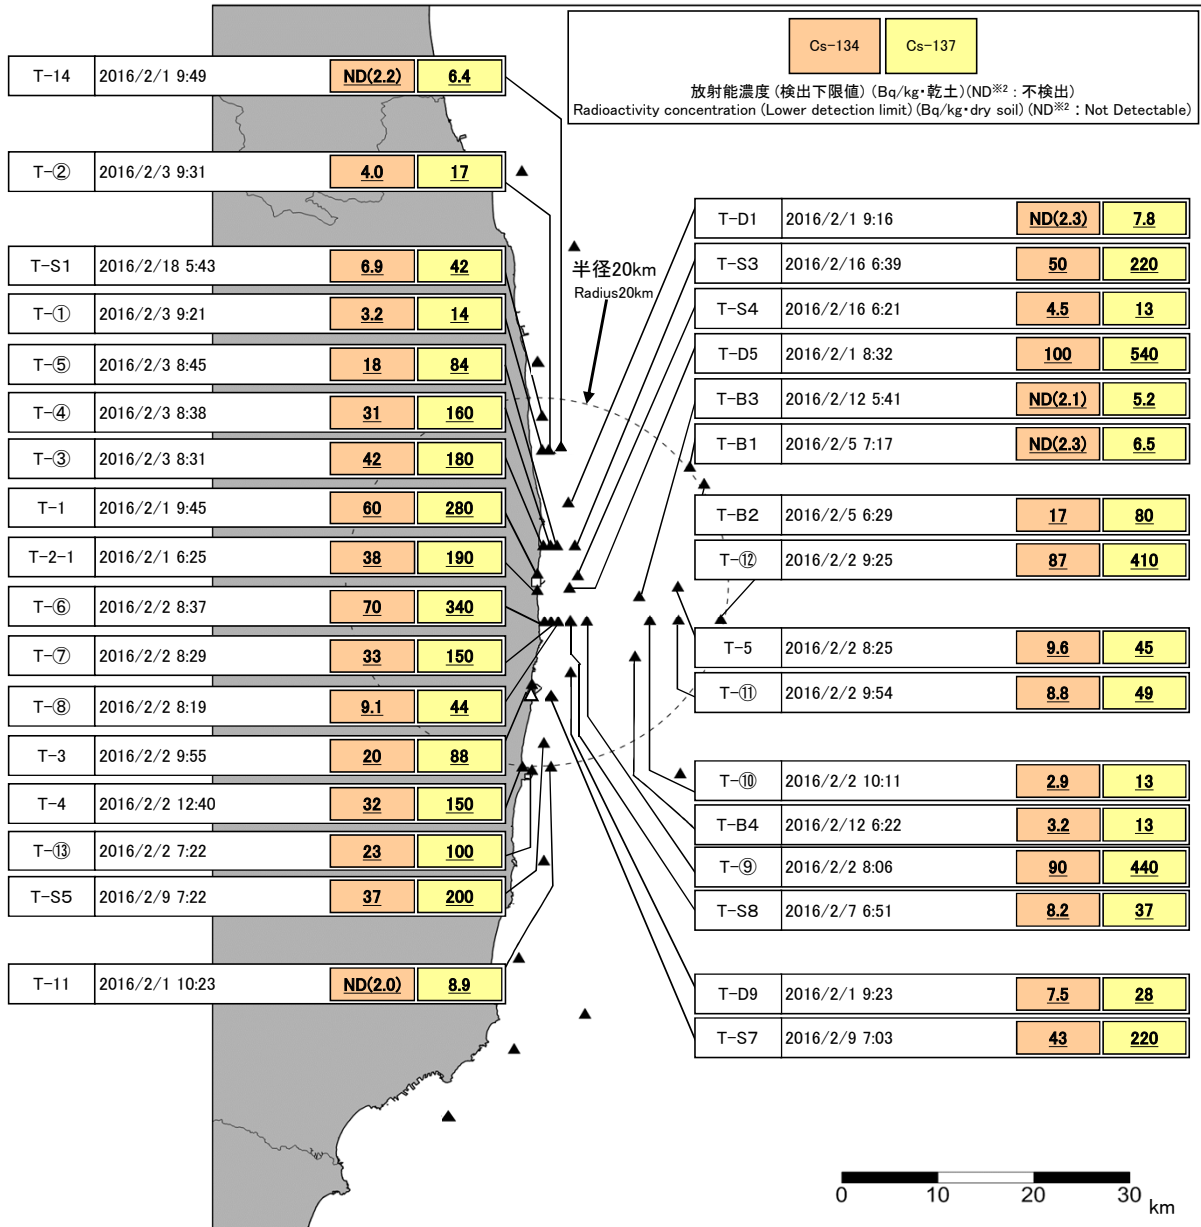 Cs-134 Cs-137
放射能濃度 (検出下限値) (Bq/kg・乾土)(ND※2 : 不検出)
Radioactivity concentration (Lower detection limit) (Bq/kg・dry soil) (ND※2 : Not Detectable)
T-14 2016/2/1 9:49 ND(2.2) 6.4
T-② 2016/2/3 9:31 4.0 17
T-S1 2016/2/18 5:43 6.9 42
T-① 2016/2/3 9:21 3.2 14
T-⑤ 2016/2/3 8:45 18 84
T-④ 2016/2/3 8:38 31 160
T-③ 2016/2/3 8:31 42 180
T-1 2016/2/1 9:45 60 280
T-2-1 2016/2/1 6:25 38 190
T-⑥ 2016/2/2 8:37 70 340
T-⑦ 2016/2/2 8:29 33 150
T-⑧ 2016/2/2 8:19 9.1 44
T-3 2016/2/2 9:55 20 88
T-4 2016/2/2 12:40 32 150
T-⑬ 2016/2/2 7:22 23 100
T-S5 2016/2/9 7:22 37 200
T-11 2016/2/1 10:23 ND(2.0) 8.9
半径20km
Radius20km
T-D1 2016/2/1 9:16 ND(2.3) 7.8
T-S3 2016/2/16 6:39 50 220
T-S4 2016/2/16 6:21 4.5 13
T-D5 2016/2/1 8:32 100 540
T-B3 2016/2/12 5:41 ND(2.1) 5.2
T-B1 2016/2/5 7:17 ND(2.3) 6.5
T-B2 2016/2/5 6:29 17 80
T-⑫ 2016/2/2 9:25 87 410
T-5 2016/2/2 8:25 9.6 45
T-⑪ 2016/2/2 9:54 8.8 49
T-⑩ 2016/2/2 10:11 2.9 13
T-B4 2016/2/12 6:22 3.2 13
T-⑨ 2016/2/2 8:06 90 440
T-S8 2016/2/7 6:51 8.2 37
T-D9 2016/2/1 9:23 7.5 28
T-S7 2016/2/9 7:03 43 220
0 10 20 30 km